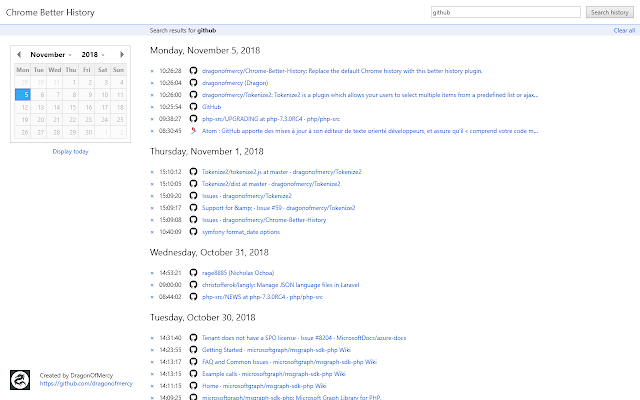 Chrome Better History
github
Search history
Search results for github
Clear all
November 2018
Mon Tue Wed Thu Fri Sat Sun
29 30 31 1 2 3 4
5 6 7 8 9 10 11
12 13 14 15 16 17 18
19 20 21 22 23 24 25
26 27 28 29 30 1 2
Display today
Monday, November 5, 2018
× 10:26:28 dragonofmercy/Chrome-Better-History: Replace the default Chrome history with this better history plugin.
× 10:26:04 dragonofmercy (Dragon)
× 10:26:00 dragonofmercy/Tokenize2: Tokenize2 is a plugin which allows your users to select multiple items from a predefined list or ajax...
× 10:25:54 GitHub
× 09:38:27 php-src/UPGRADING at php-7.3.0RC4 · php/php-src
× 08:30:45 Atom : GitHub apporte des mises à jour à son éditeur de texte orienté développeurs, et assure qu'il « comprend votre code m...
Thursday, November 1, 2018
× 15:10:12 Tokenize2/tokenize2.js at master · dragonofmercy/Tokenize2
× 15:10:05 Tokenize2/dist at master · dragonofmercy/Tokenize2
× 15:09:20 Issues · dragonofmercy/Tokenize2
× 15:09:17 Support for &amp; · Issue #39 · dragonofmercy/Tokenize2
× 15:09:08 Issues · dragonofmercy/Chrome-Better-History
× 10:40:09 symfony format_date options
Wednesday, October 31, 2018
× 14:53:21 rage8885 (Nicholas Ochoa)
× 09:00:00 christofferok/langly: Manage JSON language files in Laravel
× 08:44:02 php-src/NEWS at php-7.3.0RC4 · php/php-src
Tuesday, October 30, 2018
× 14:31:40 Tenant does not have a SPO license · Issue #8204 · MicrosoftDocs/azure-docs
× 14:23:55 Getting Started · microsoftgraph/msgraph-sdk-php Wiki
× 14:13:17 FAQ and Common Issues · microsoftgraph/msgraph-sdk-php Wiki
× 14:13:15 Example calls · microsoftgraph/msgraph-sdk-php Wiki
× 14:11:15 Home · microsoftgraph/msgraph-sdk-php Wiki
× 14:09:25 microsoftgraph/msgraph-sdk-php: Microsoft Graph Library for PHP.
Created by DragonOfMercy
https://github.com/dragonofmercy